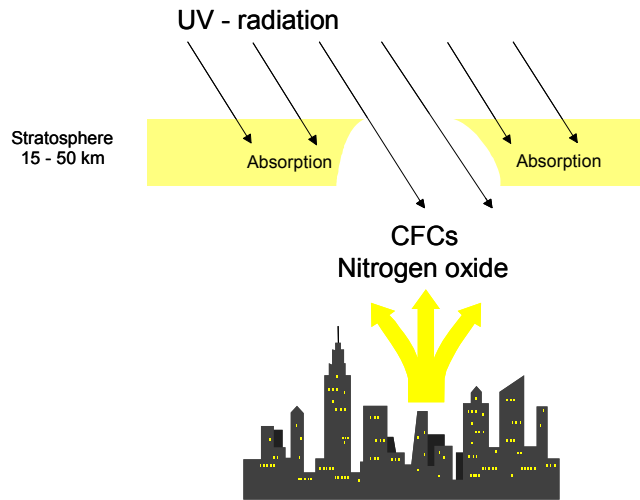 UV - radiation
Stratosphere
15 - 50 km
Absorption
Absorption
CFCs
Nitrogen oxide